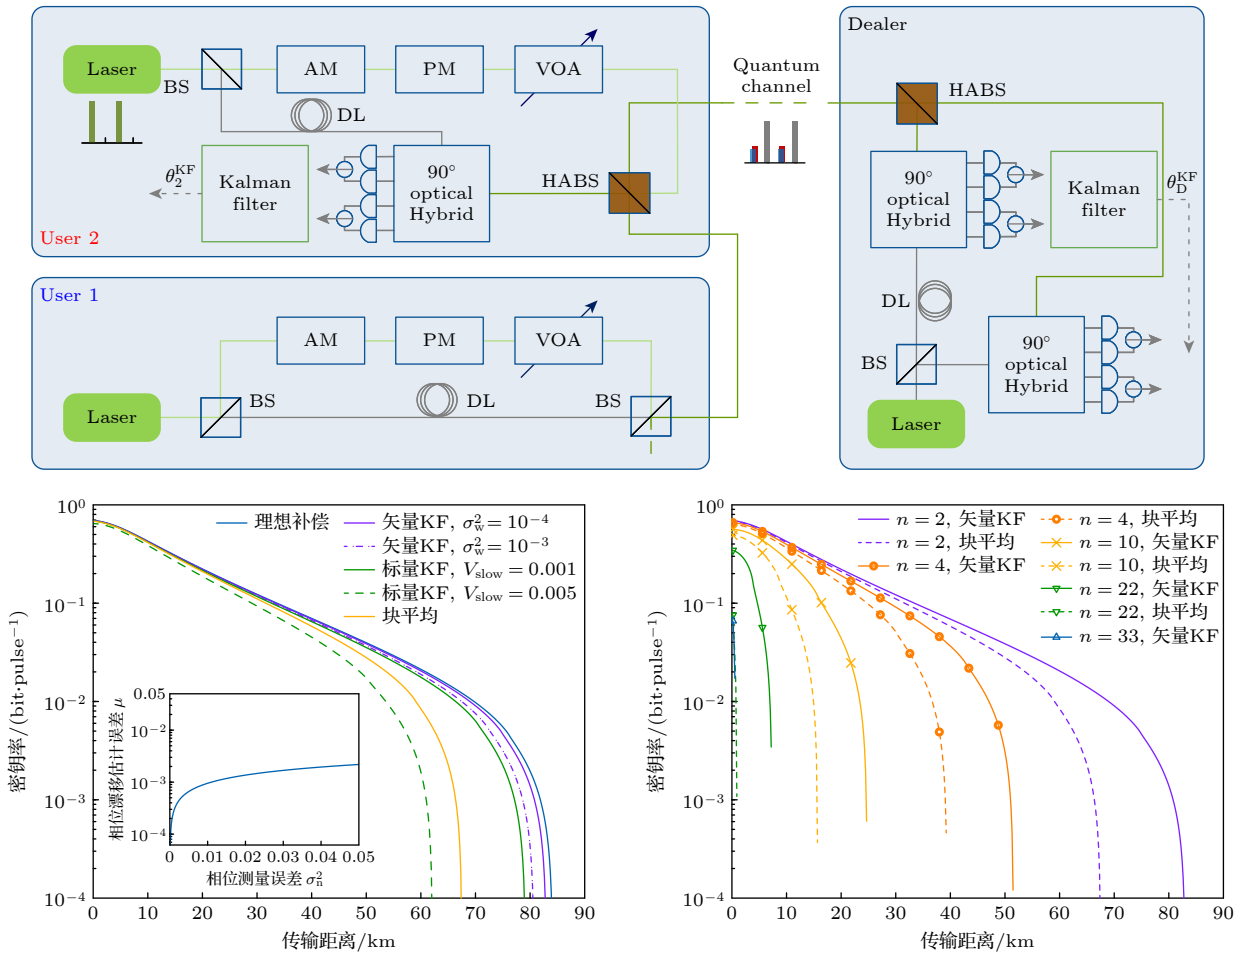 Laser
BS
AM
PM
VOA
DL
θ₂ᴷᶠ
Kalman
filter
90°
optical
Hybrid
HABS
User 2
Quantum
channel
Dealer
HABS
90°
optical
Hybrid
Kalman
filter
θ_D^KF
DL
BS
90°
optical
Hybrid
Laser
User 1
AM
PM
VOA
Laser
BS
DL
BS
密钥率/(bit·pulse⁻¹)
10⁰
10⁻¹
10⁻²
10⁻³
10⁻⁴
0 10 20 30 40 50 60 70 80 90
传输距离/km
理想补偿
矢量KF, σ_w² = 10⁻⁴
矢量KF, σ_w² = 10⁻³
标量KF, V_slow = 0.001
标量KF, V_slow = 0.005
块平均
相位漂移估计误差 μ
0.05
10⁻²
10⁻³
10⁻⁴
0 0.01 0.02 0.03 0.04 0.05
相位测量误差 σ_n²
密钥率/(bit·pulse⁻¹)
10⁰
10⁻¹
10⁻²
10⁻³
10⁻⁴
0 10 20 30 40 50 60 70 80 90
传输距离/km
n = 2, 矢量KF
n = 2, 块平均
n = 4, 矢量KF
n = 4, 块平均
n = 10, 矢量KF
n = 10, 块平均
n = 22, 矢量KF
n = 22, 块平均
n = 33, 矢量KF